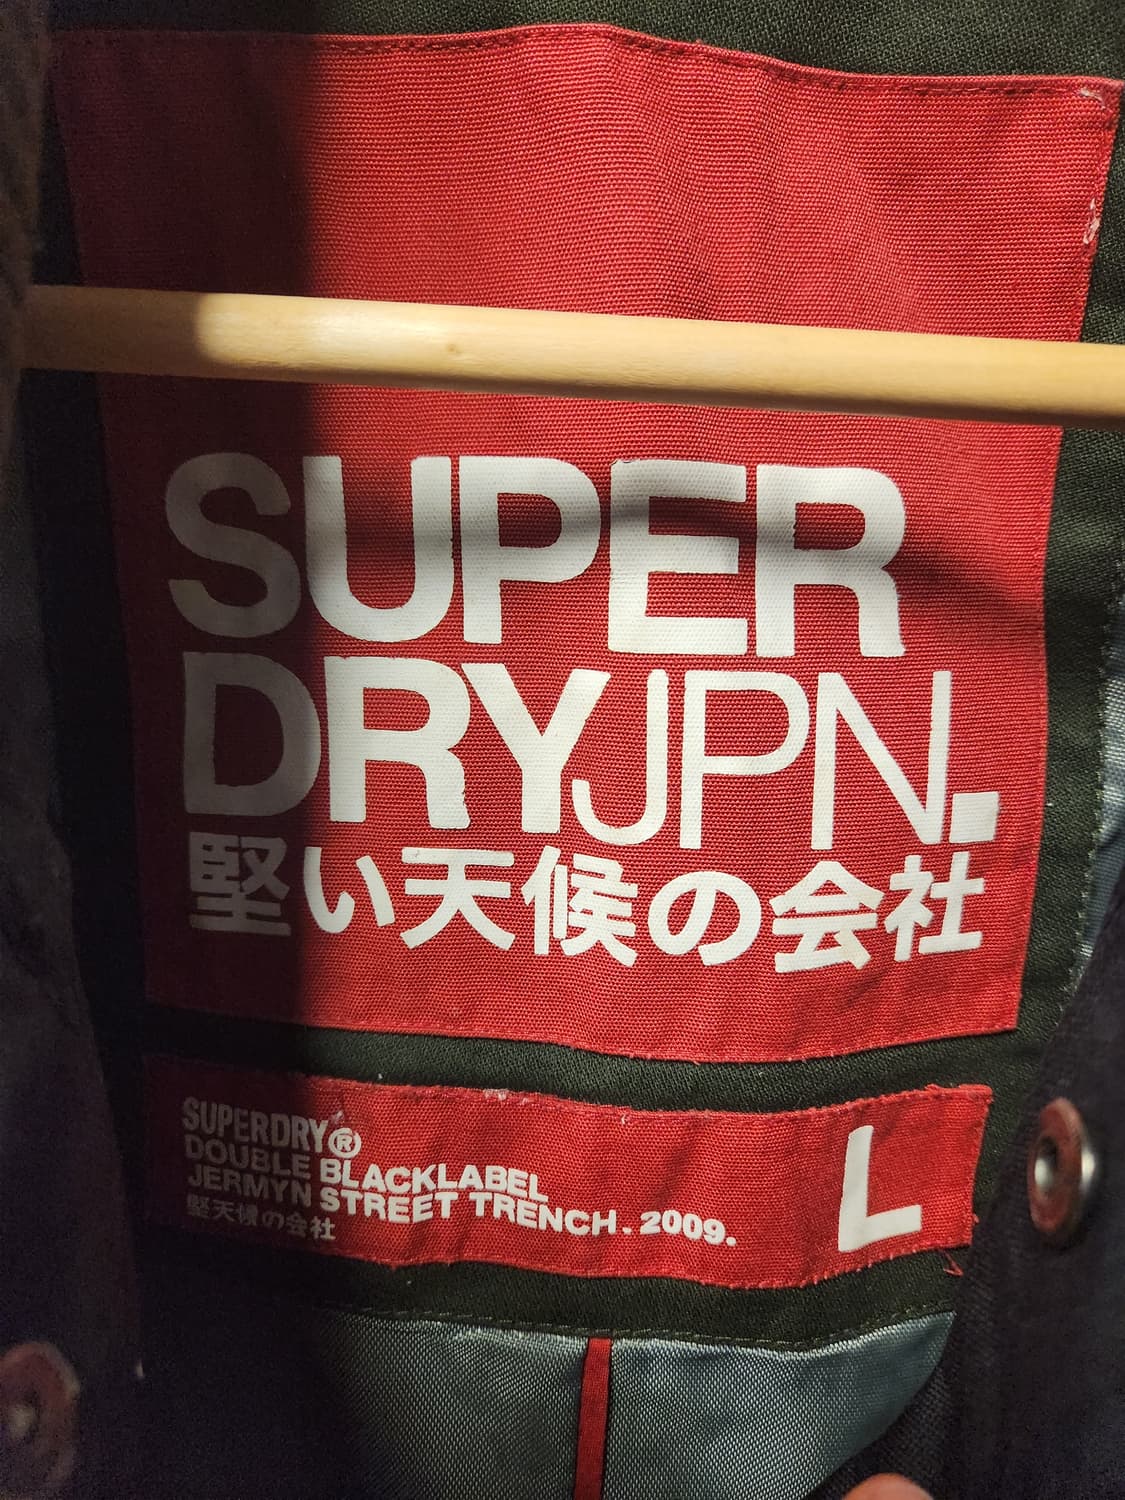 SUPER
DRYJPN.
堅い天候の会社
SUPERDRY®
DOUBLE BLACKLABEL
JERMYN STREET TRENCH. 2009.
堅天候の会社
L